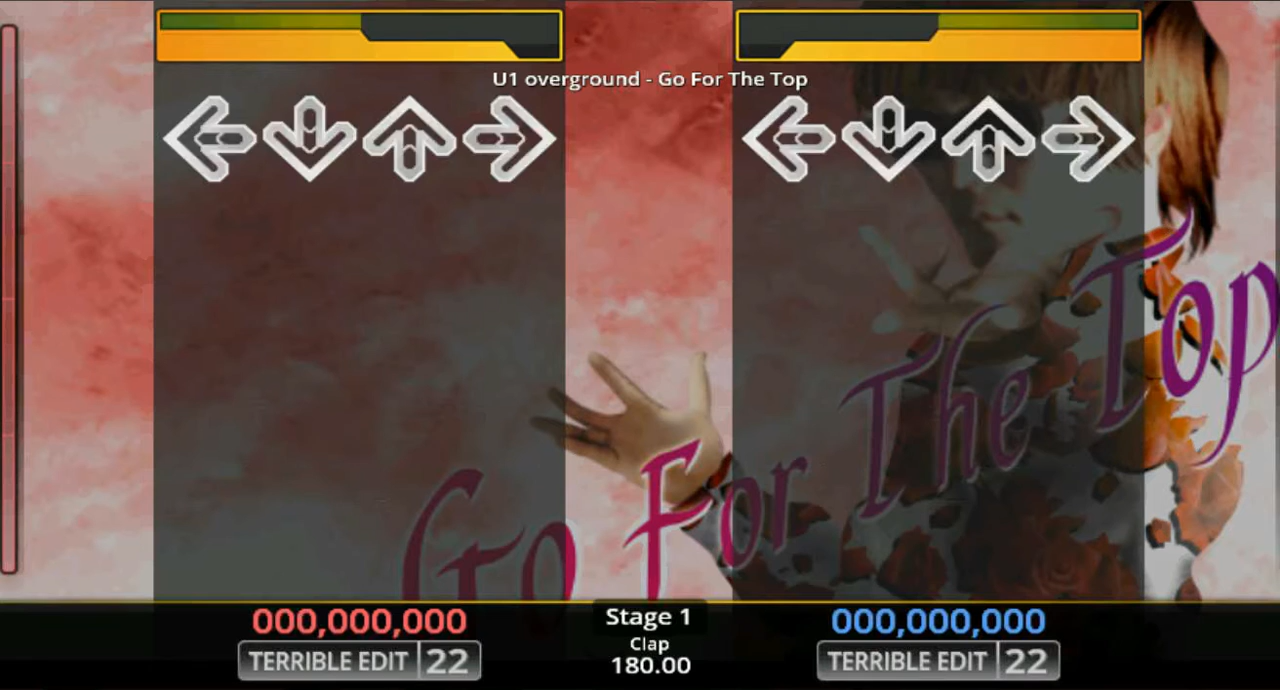 U1 overground - Go For The Top
Go For The Top
000,000,000
TERRIBLE EDIT 22
Stage 1
Clap
180.00
000,000,000
TERRIBLE EDIT 22